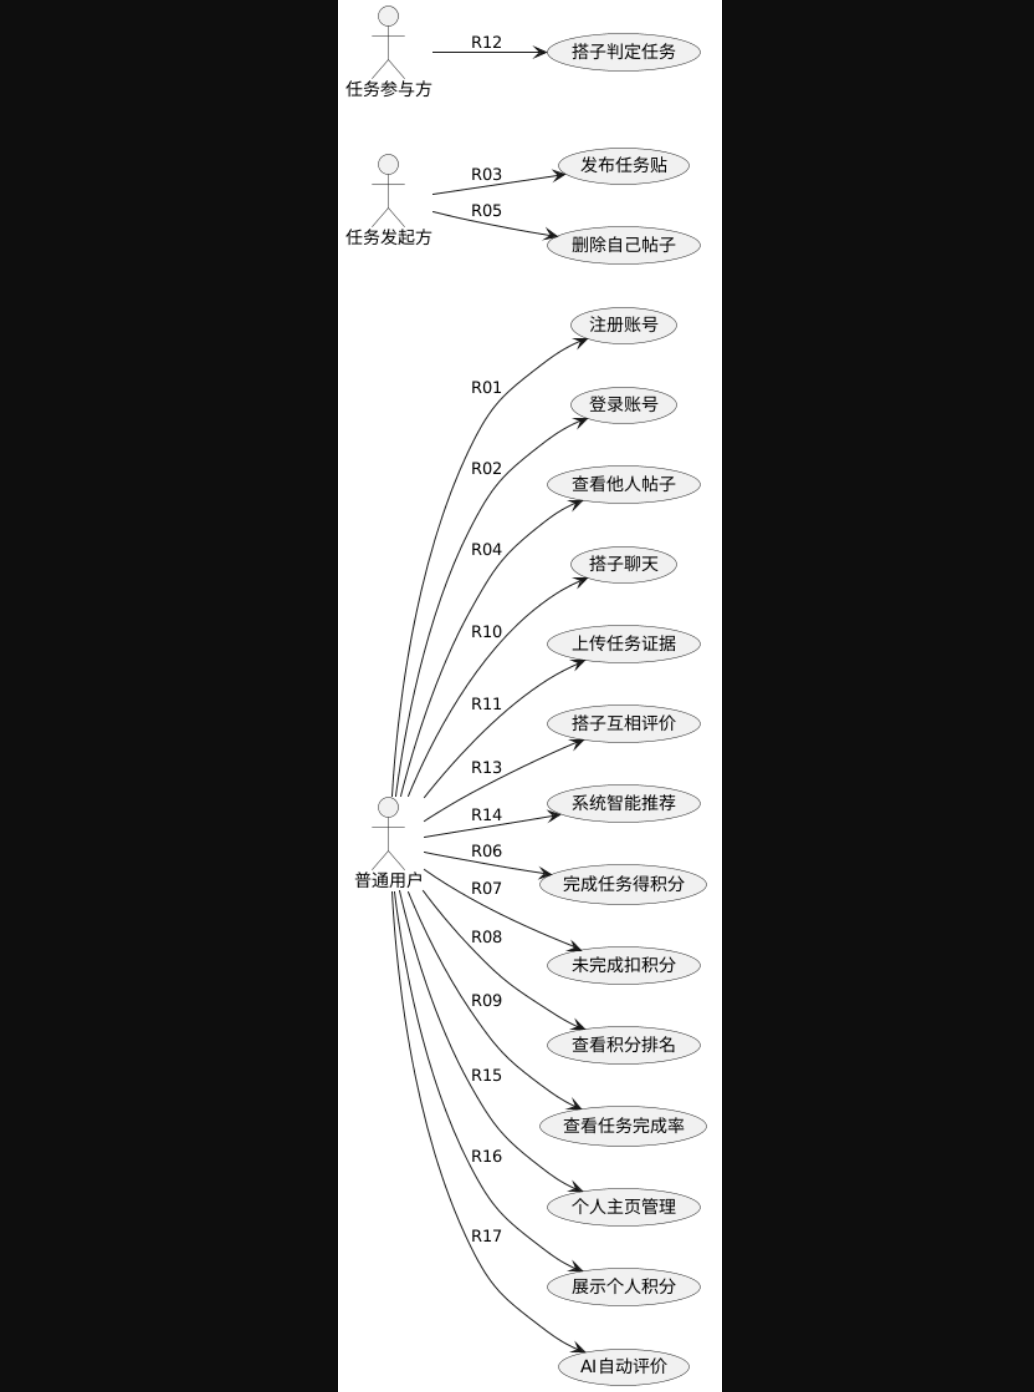 R12
搭子判定任务
任务参与方
发布任务贴
R03
R05
任务发起方
删除自己帖子
注册账号
R01
登录账号
R02
查看他人帖子
R04
搭子聊天
R10
上传任务证据
R11
搭子互相评价
R13
系统智能推荐
R14
R06
普通用户
完成任务得积分
R07
R08
未完成扣积分
R09
查看积分排名
R15
查看任务完成率
R16
个人主页管理
R17
展示个人积分
AI自动评价